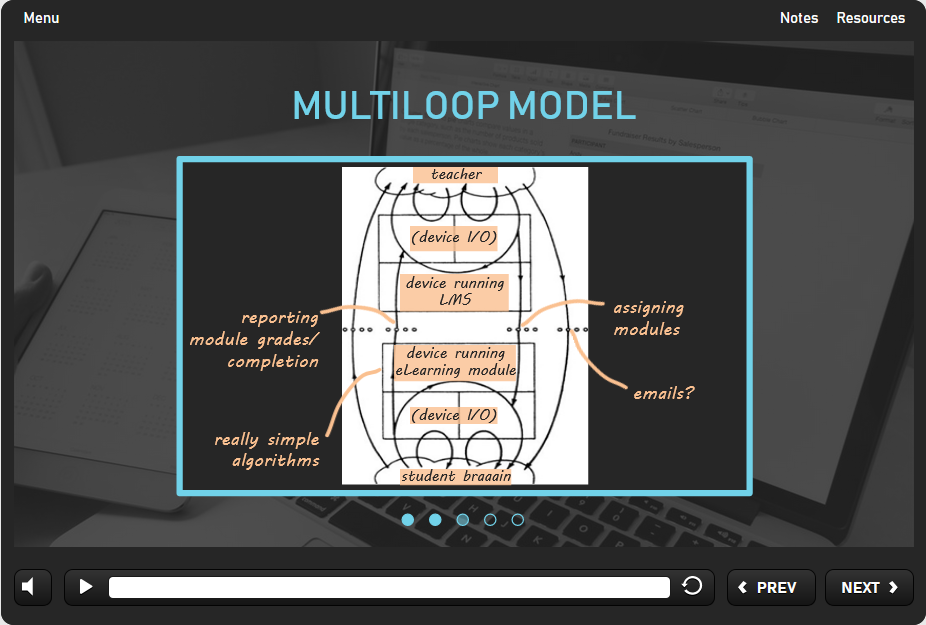 Menu
Notes
Resources
MULTILOOP MODEL
teacher
(device I/O)
device running
LMS
reporting
module grades/
completion
assigning
modules
device running
eLearning module
emails?
(device I/O)
really simple
algorithms
student braaain
PREV
NEXT